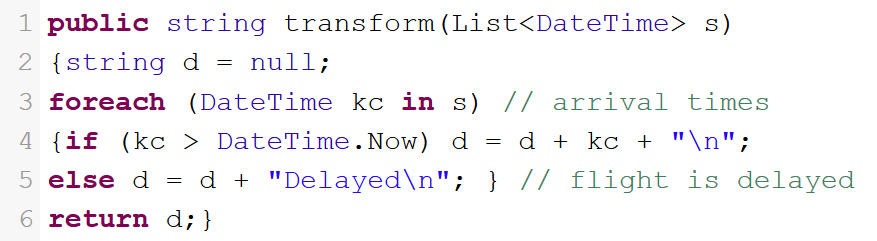 1 public string transform(List<DateTime> s)
2 {string d = null;
3 foreach (DateTime kc in s) // arrival times
4 {if (kc > DateTime.Now) d = d + kc + "\n";
5 else d = d + "Delayed\n"; } // flight is delayed
6 return d;}